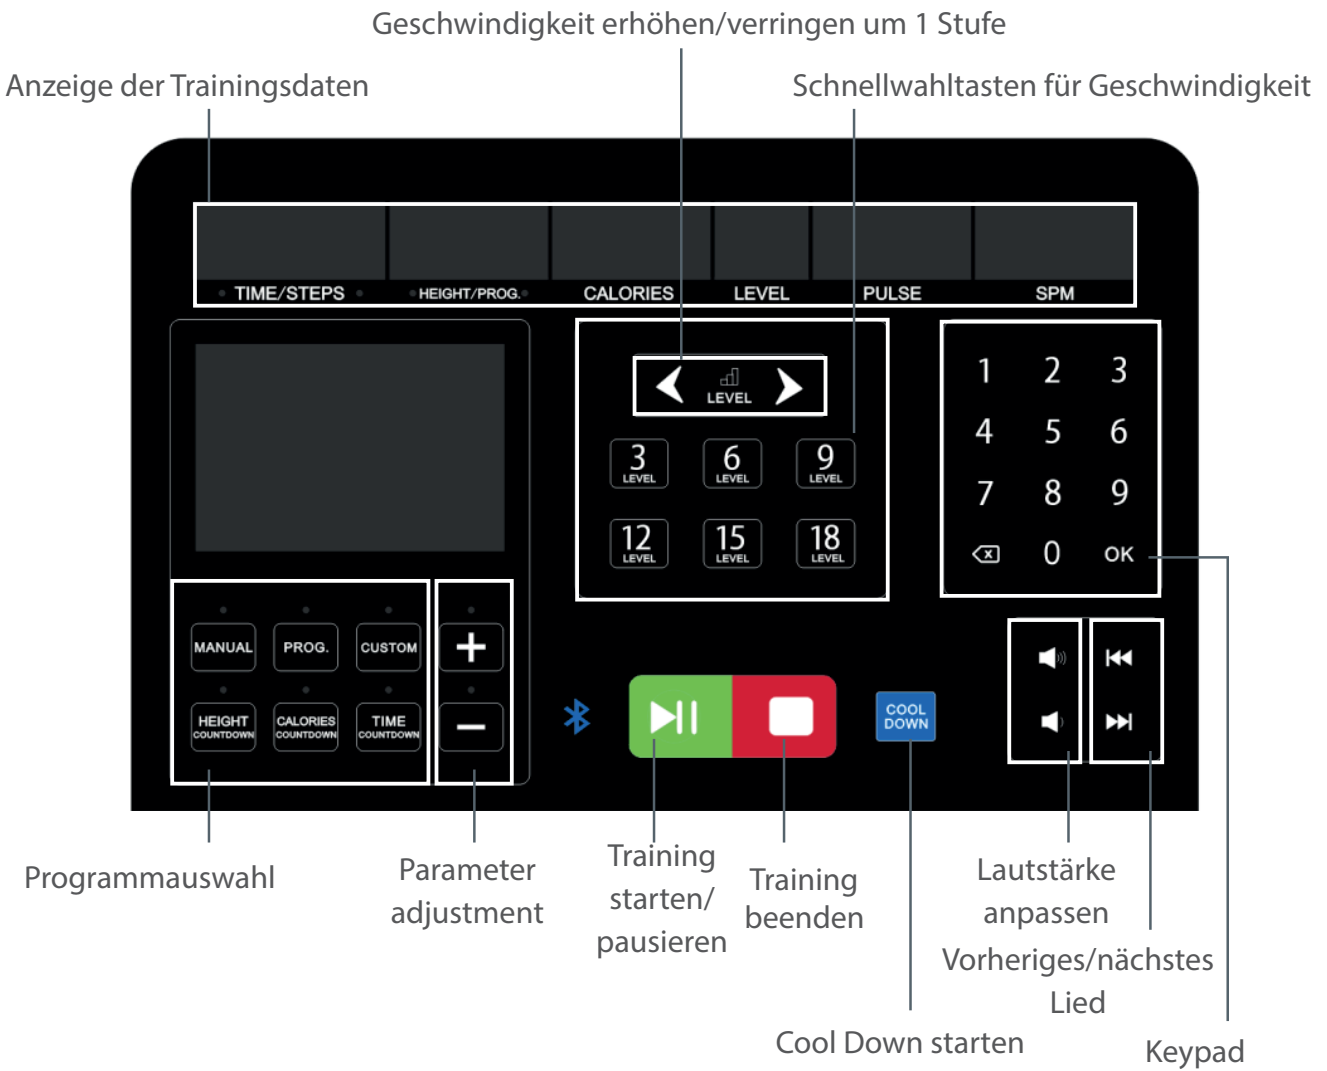 Geschwindigkeit erhöhen/verringen um 1 Stufe
Anzeige der Trainingsdaten
Schnellwahltasten für Geschwindigkeit
TIME/STEPS
HEIGHT/PROG.
CALORIES
LEVEL
PULSE
SPM
LEVEL
3
LEVEL
6
LEVEL
9
LEVEL
12
LEVEL
15
LEVEL
18
LEVEL
1 2 3
4 5 6
7 8 9
0 OK
MANUAL
PROG.
CUSTOM
HEIGHT
COUNTDOWN
CALORIES
COUNTDOWN
TIME
COUNTDOWN
COOL
DOWN
Programmauswahl
Parameter
adjustment
Training
starten/
pausieren
Training
beenden
Cool Down starten
Lautstärke
anpassen
Vorheriges/nächstes
Lied
Keypad